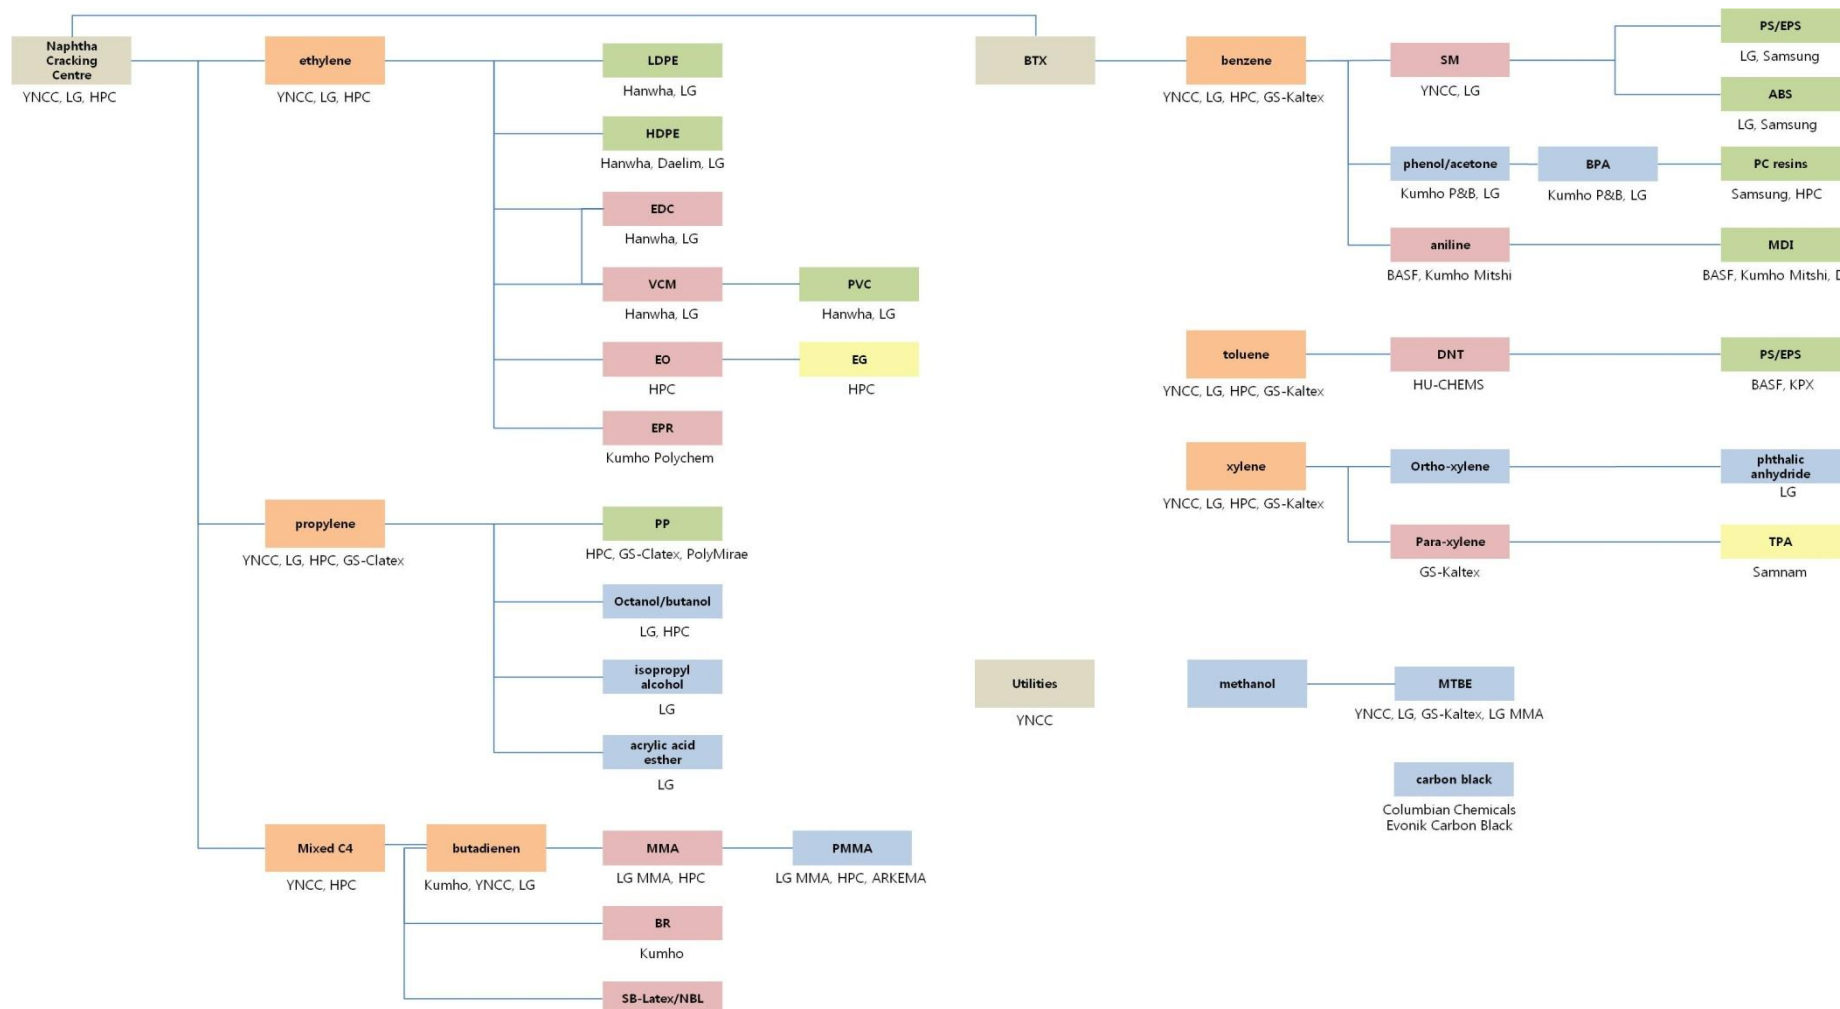 Naphtha
Cracking
Centre
YNCC, LG, HPC
ethylene
YNCC, LG, HPC
LDPE
Hanwha, LG
HDPE
Hanwha, Daelim, LG
EDC
Hanwha, LG
VCM
Hanwha, LG
PVC
Hanwha, LG
EO
HPC
EG
HPC
EPR
Kumho Polychem
propylene
YNCC, LG, HPC, GS-Clatex
PP
HPC, GS-Clatex, PolyMirae
Octanol/butanol
LG, HPC
isopropyl
alcohol
LG
acrylic acid
esther
LG
Mixed C4
YNCC, HPC
butadienen
Kumho, YNCC, LG
MMA
LG MMA, HPC
PMMA
LG MMA, HPC, ARKEMA
BR
Kumho
SB-Latex/NBL
BTX
benzene
YNCC, LG, HPC, GS-Kaltex
SM
YNCC, LG
PS/EPS
LG, Samsung
ABS
LG, Samsung
phenol/acetone
Kumho P&B, LG
BPA
Kumho P&B, LG
PC resins
Samsung, HPC
aniline
BASF, Kumho Mitshi
MDI
BASF, Kumho Mitshi,
toluene
YNCC, LG, HPC, GS-Kaltex
DNT
HU-CHEMS
PS/EPS
BASF, KPX
xylene
YNCC, LG, HPC, GS-Kaltex
Ortho-xylene
phthalic
anhydride
LG
Para-xylene
GS-Kaltex
TPA
Samnam
Utilities
YNCC
methanol
MTBE
YNCC, LG, GS-Kaltex, LG MMA
carbon black
Columbian Chemicals
Evonik Carbon Black